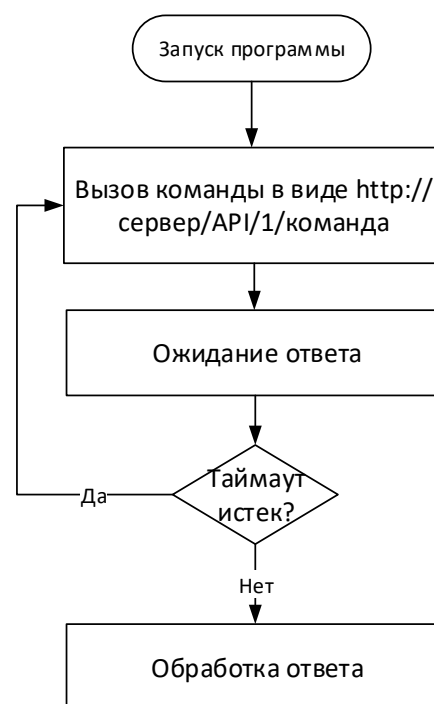 Запуск программы
Вызов команды в виде http://
сервер/API/1/команда
Ожидание ответа
Таймаут
истек?
Да
Нет
Обработка ответа